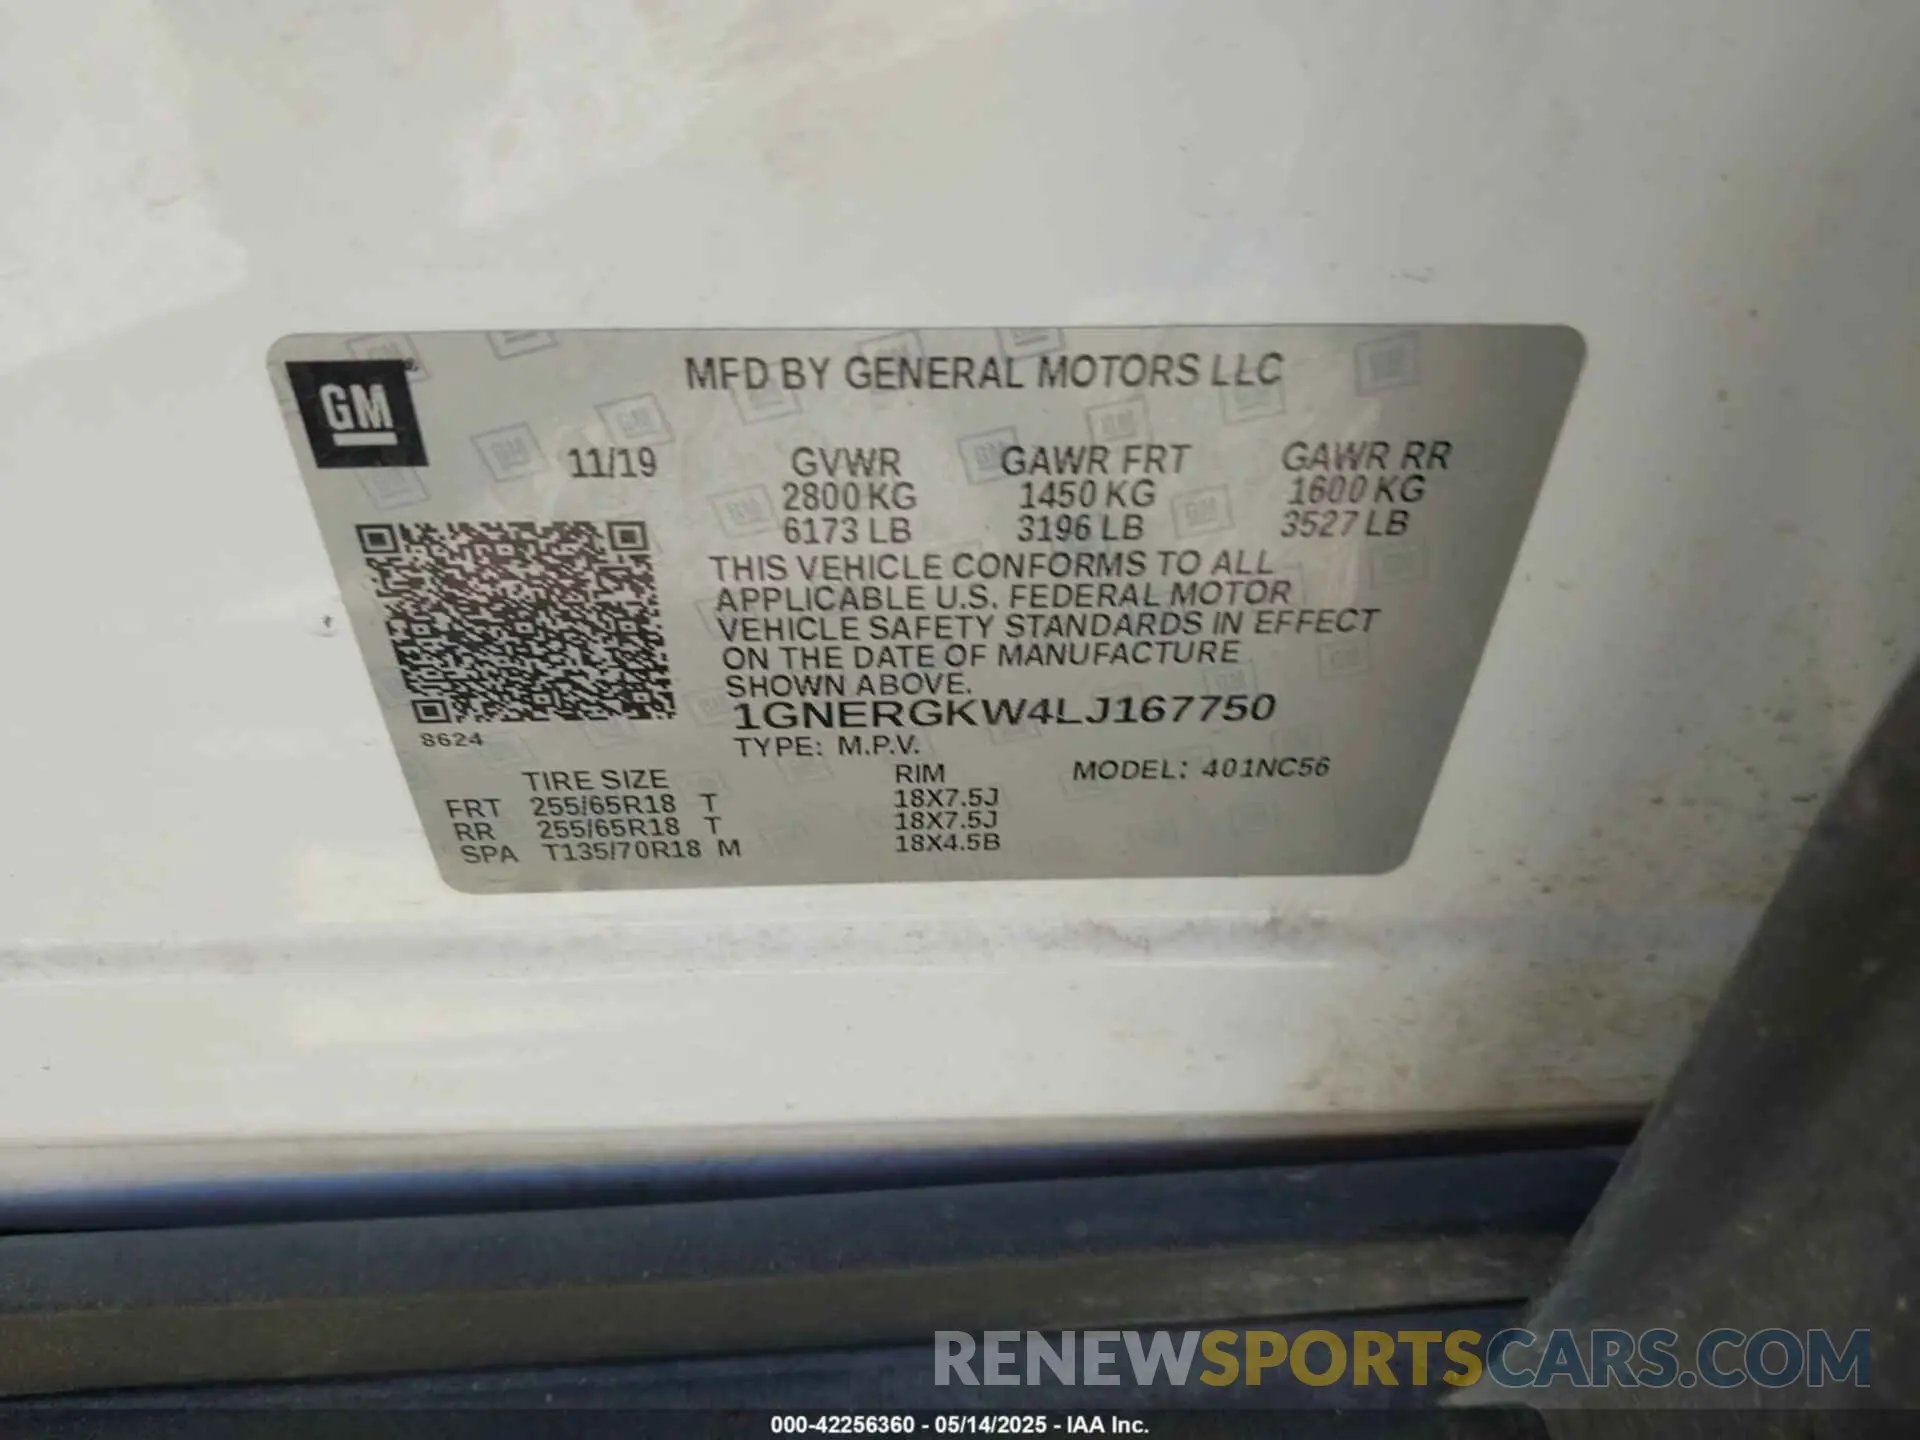 GM
MFD BY GENERAL MOTORS LLC
11/19 GVWR GAWR FRT GAWR RR
2800 KG 1450 KG 1600 KG
6173 LB 3196 LB 3527 LB
THIS VEHICLE CONFORMS TO ALL
APPLICABLE U.S. FEDERAL MOTOR
VEHICLE SAFETY STANDARDS IN EFFECT
ON THE DATE OF MANUFACTURE
SHOWN ABOVE.
1GNERGKW4LJ167750
8624
TYPE: M.P.V.
TIRE SIZE RIM MODEL: 401NC56
FRT 255/65R18 T 18X7.5J
RR 255/65R18 T 18X7.5J
SPA T135/70R18 M 18X4.5B
RENEWSPORTSCARS.COM
000-42256360 - 05/14/2025 - IAA Inc.